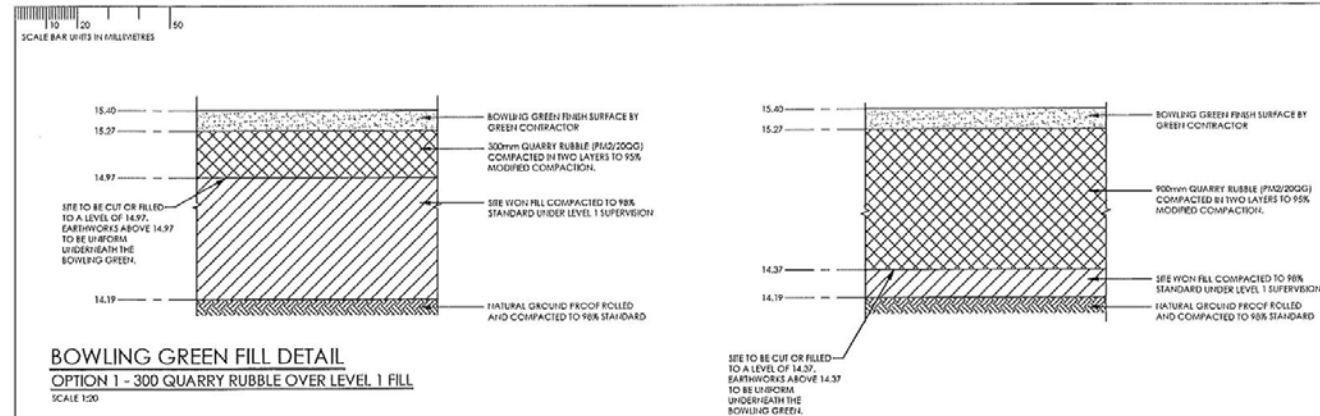 10 20 50
SCALE BAR UNITS IN MILLIMETRES
15.40
15.27
14.97
14.19
BOWLING GREEN FINISH SURFACE BY
GREEN CONTRACTOR
300mm QUARRY RUBBLE (PM2/20QG)
COMPACTED IN TWO LAYERS TO 95%
MODIFIED COMPACTION.
SITE TO BE CUT OR FILLED
TO A LEVEL OF 14.97.
EARTHWORKS ABOVE 14.97
TO BE UNIFORM
UNDERNEATH THE
BOWLING GREEN.
SITE WON FILL COMPACTED TO 98%
STANDARD UNDER LEVEL 1 SUPERVISION
NATURAL GROUND PROOF ROLLED
AND COMPACTED TO 98% STANDARD
BOWLING GREEN FILL DETAIL
OPTION 1 - 300 QUARRY RUBBLE OVER LEVEL 1 FILL
SCALE 1:20
15.40
15.27
14.37
14.19
BOWLING GREEN FINISH SURFACE BY
GREEN CONTRACTOR
900mm QUARRY RUBBLE (PM2/20QG)
COMPACTED IN TWO LAYERS TO 95%
MODIFIED COMPACTION.
SITE WON FILL COMPACTED TO 98%
STANDARD UNDER LEVEL 1 SUPERVISION
NATURAL GROUND PROOF ROLLED
AND COMPACTED TO 98% STANDARD
SITE TO BE CUT OR FILLED
TO A LEVEL OF 14.37.
EARTHWORKS ABOVE 14.37
TO BE UNIFORM
UNDERNEATH THE
BOWLING GREEN.